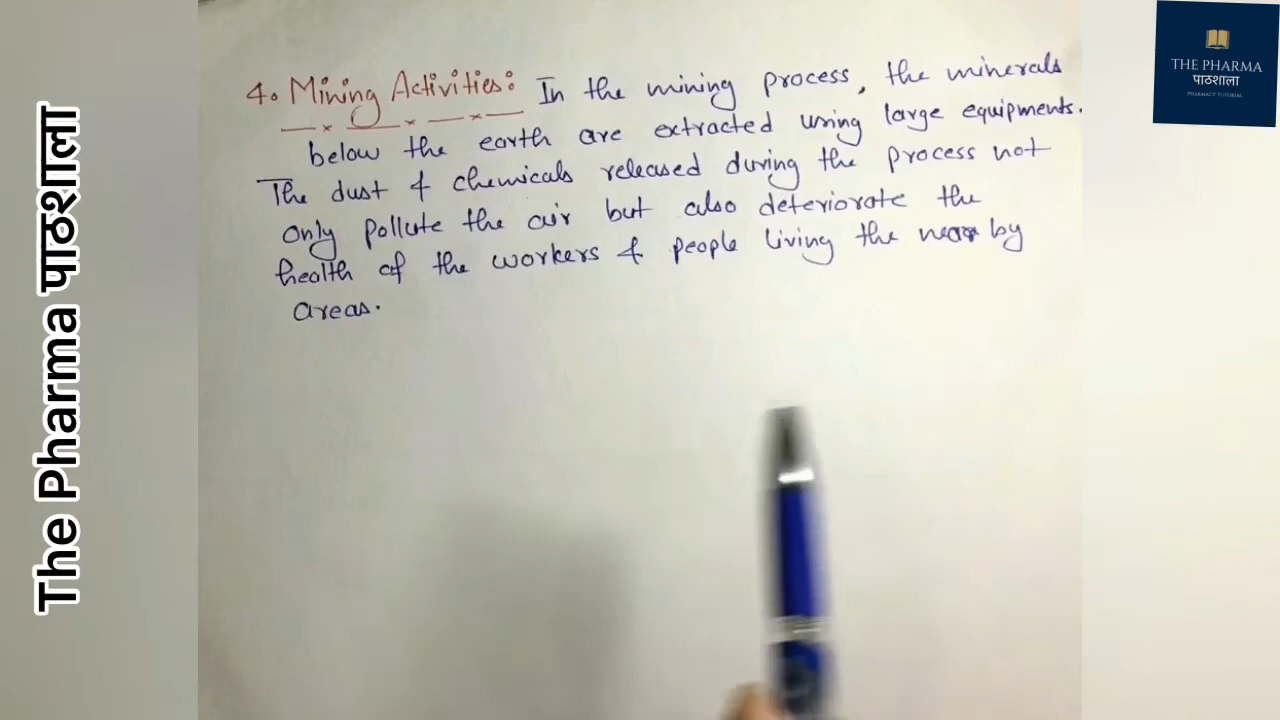 4. Mining Activities: In the mining process, the minerals
below the earth are extracted using large equipments.
The dust & chemicals released during the process not
only pollute the air but also deteriorate the
health of the workers & people living the near by
areas.
The Pharma पाठशाला
THE PHARMA
पाठशाला
PHARMACY TUTORIAL